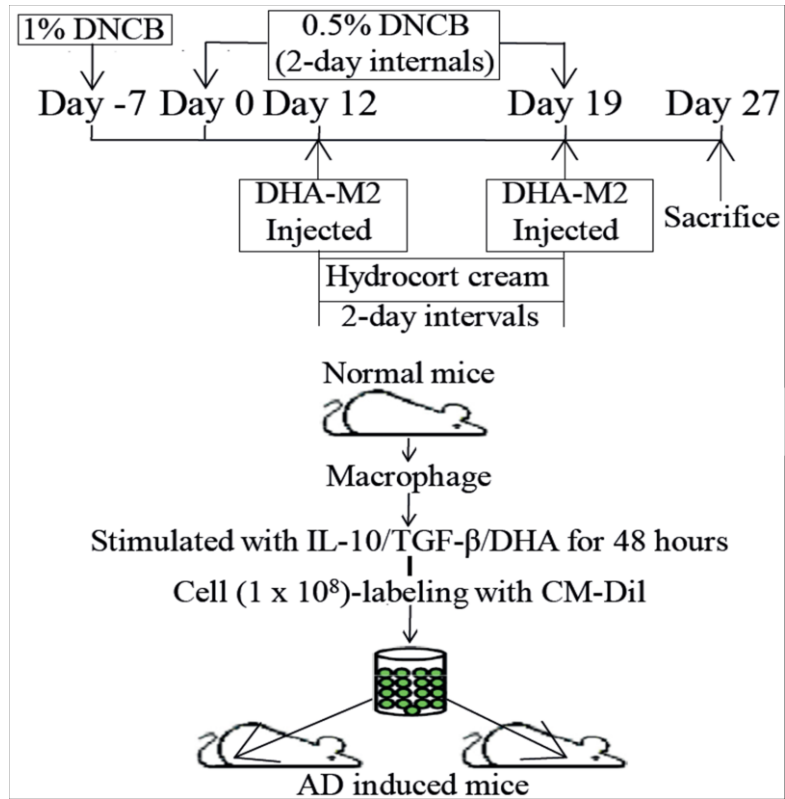 1% DNCB
0.5% DNCB
(2-day internals)
Day -7 Day 0 Day 12 Day 19 Day 27
DHA-M2
Injected
DHA-M2
Injected
Sacrifice
Hydrocort cream
2-day intervals
Normal mice
Macrophage
Stimulated with IL-10/TGF-β/DHA for 48 hours
Cell (1 x 10⁸)-labeling with CM-Dil
AD induced mice